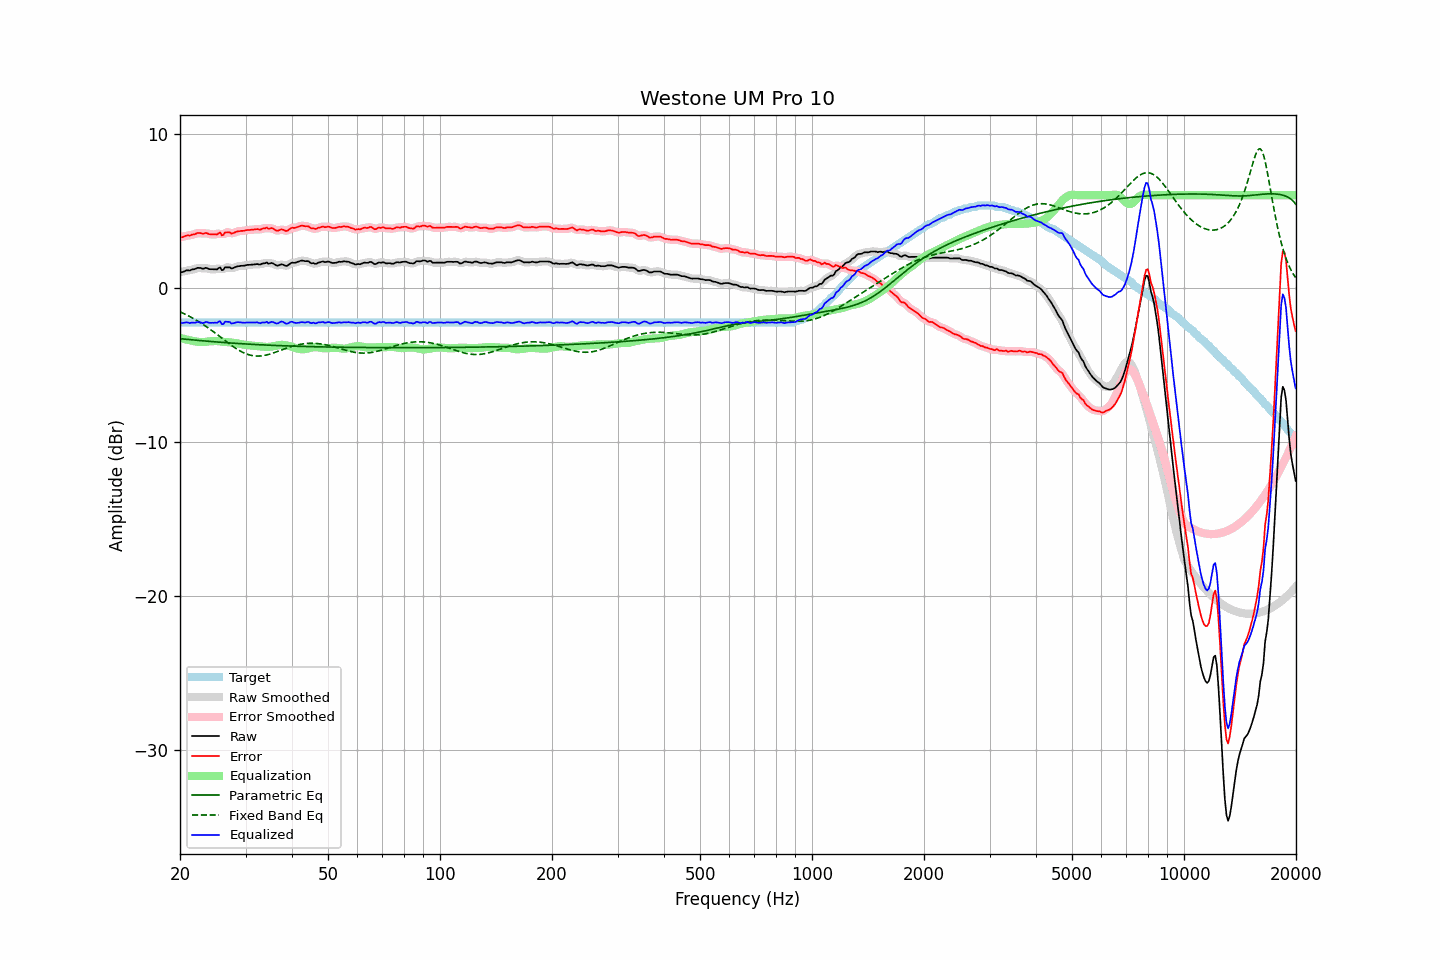 Westone UM Pro 10
Amplitude (dBr)
10
0
−10
−20
−30
Target
Raw Smoothed
Error Smoothed
Raw
Error
Equalization
Parametric Eq
Fixed Band Eq
Equalized
20 50 100 200 500 1000 2000 5000 10000 20000
Frequency (Hz)